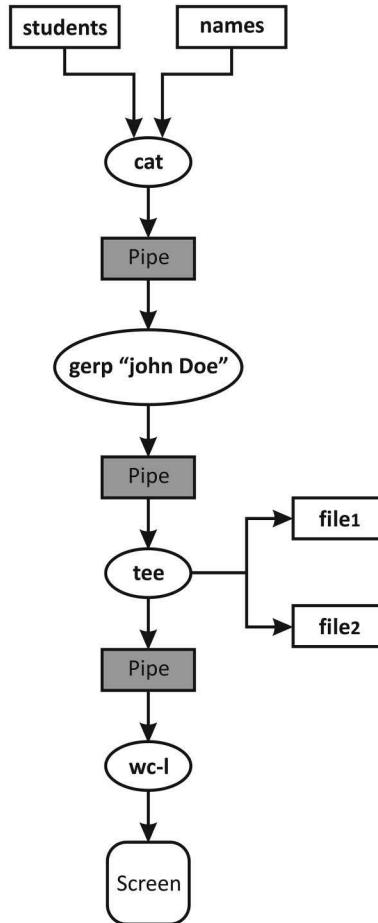 students
names
cat
Pipe
gerp “john Doe”
Pipe
tee
file1
file2
Pipe
wc-l
Screen